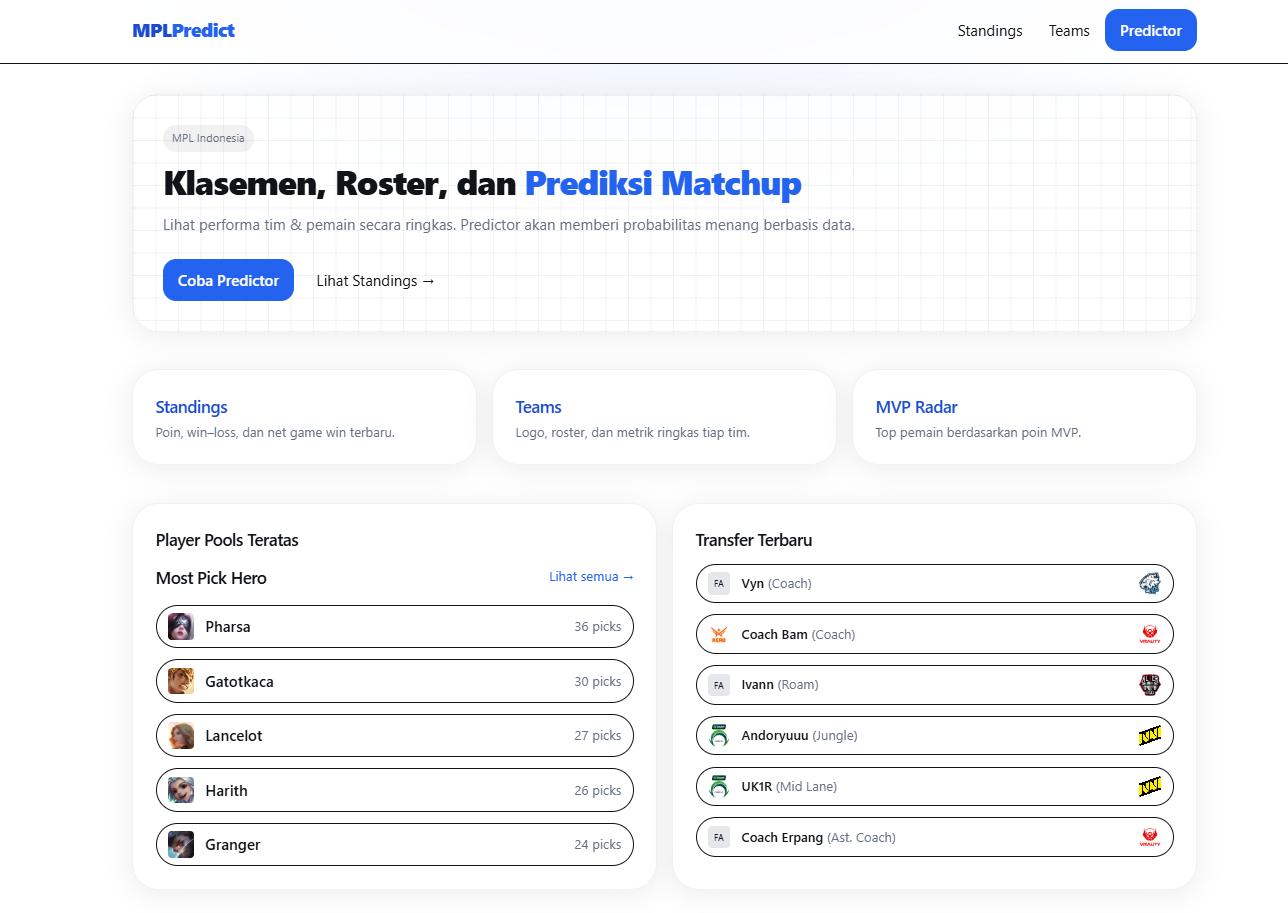 MPLPredict
Standings
Teams
Predictor
MPL Indonesia
Klasemen, Roster, dan Prediksi Matchup
Lihat performa tim & pemain secara ringkas. Predictor akan memberi probabilitas menang berbasis data.
Coba Predictor
Lihat Standings →
Standings
Poin, win–loss, dan net game win terbaru.
Teams
Logo, roster, dan metrik ringkas tiap tim.
MVP Radar
Top pemain berdasarkan poin MVP.
Player Pools Teratas
Most Pick Hero
Lihat semua →
Pharsa
36 picks
Gatotkaca
30 picks
Lancelot
27 picks
Harith
26 picks
Granger
24 picks
Transfer Terbaru
FA
Vyn (Coach)
Coach Bam (Coach)
VITALITY
FA
Ivann (Roam)
Andoryuuu (Jungle)
UK1R (Mid Lane)
FA
Coach Erpang (Ast. Coach)
VITALITY